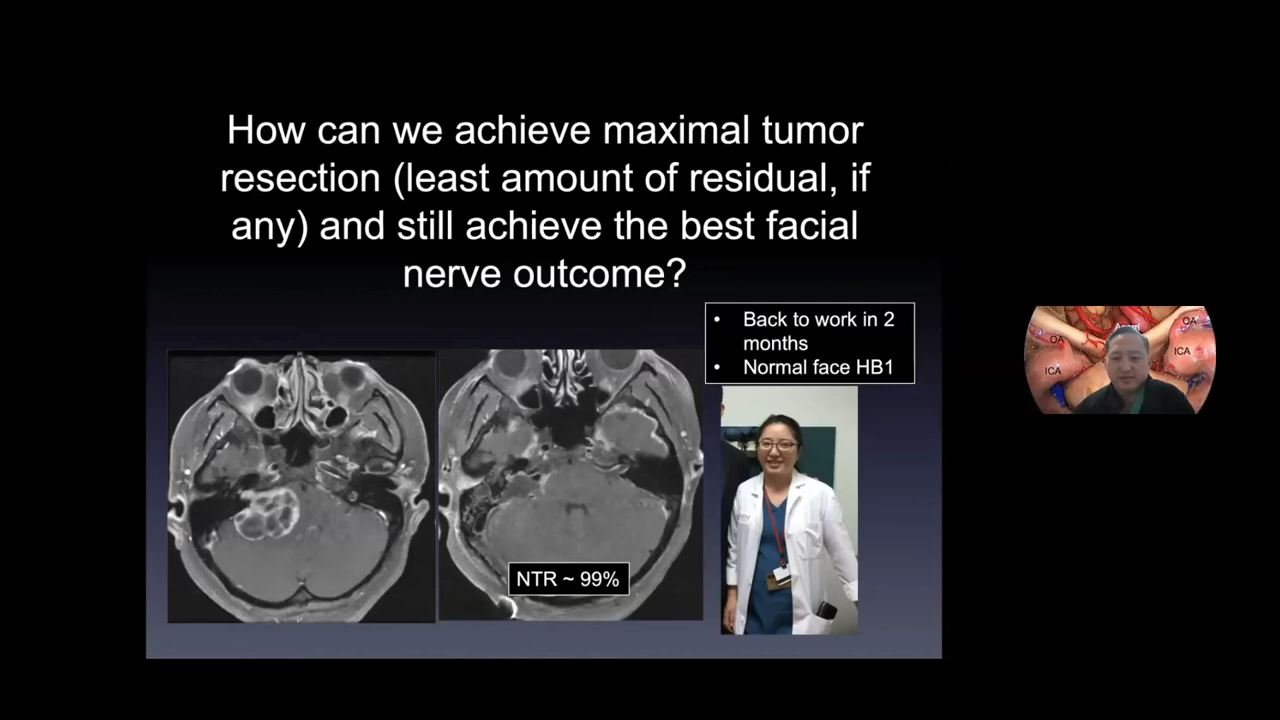 How can we achieve maximal tumor
resection (least amount of residual, if
any) and still achieve the best facial
nerve outcome?
• Back to work in 2
months
• Normal face HB1
NTR ~ 99%
OA
ICA
OA
ICA